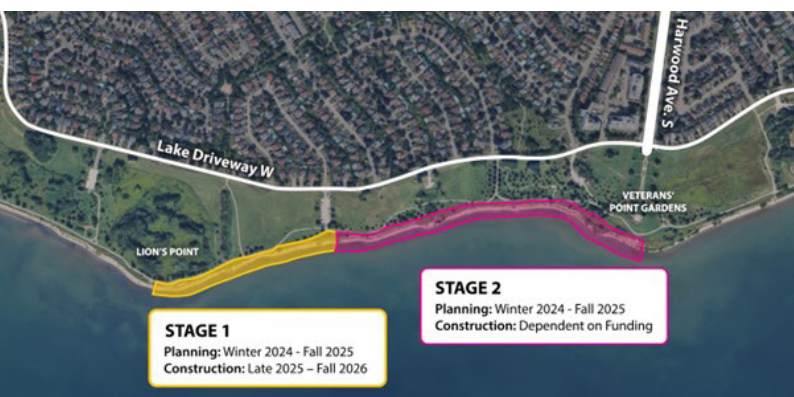 Harwood Ave. S
Lake Driveway W
VETERANS'
POINT GARDENS
LION'S POINT
STAGE 2
Planning: Winter 2024 - Fall 2025
Construction: Dependent on Funding
STAGE 1
Planning: Winter 2024 - Fall 2025
Construction: Late 2025 – Fall 2026